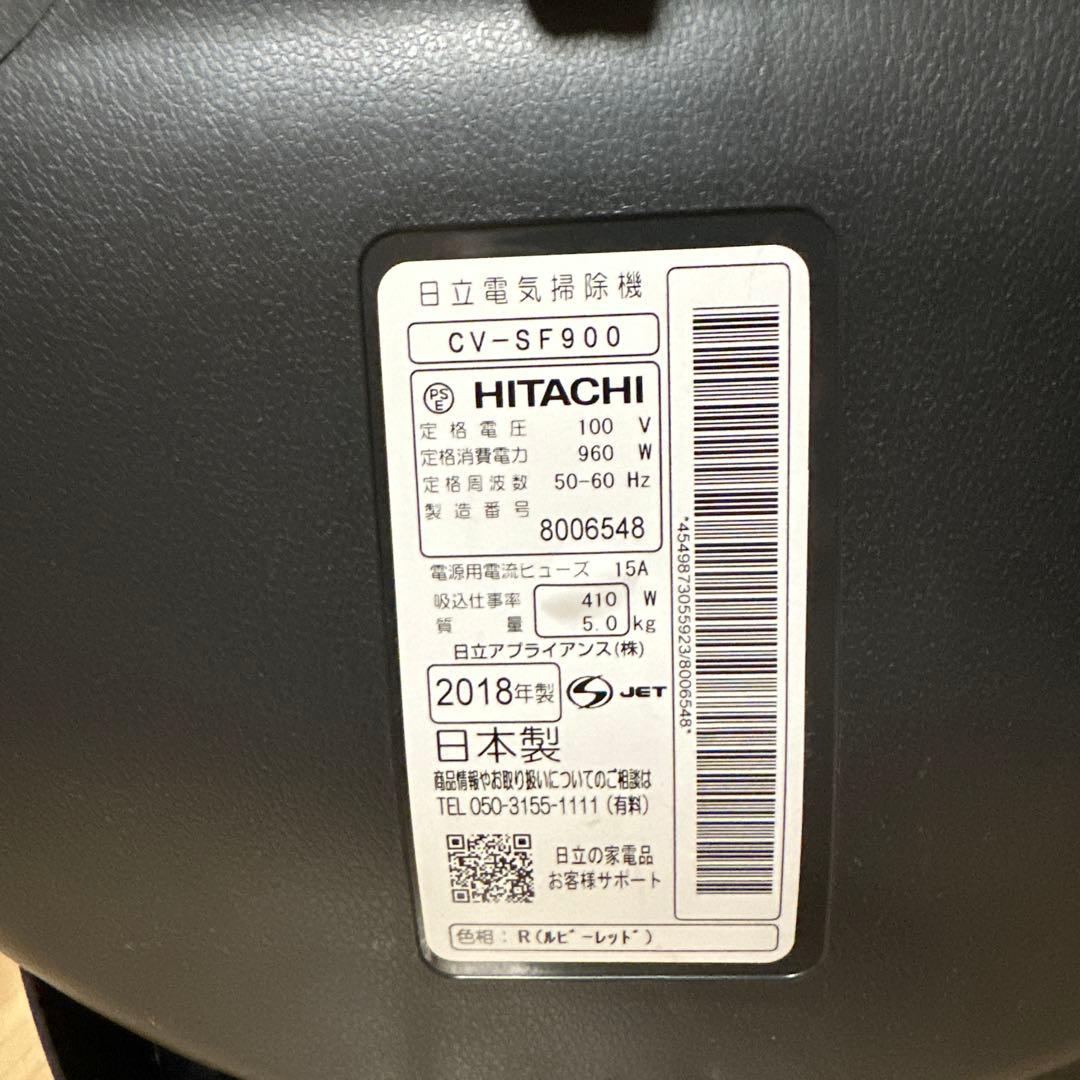 日立電気掃除機
CV-SF900
PSE HITACHI
定格電圧 100 V
定格消費電力 960 W
定格周波数 50-60 Hz
製造番号
8006548
電源用電流ヒューズ 15A
吸込仕事率 410 W
質量 5.0 kg
日立アプライアンス(株)
2018年製 S JET
日本製
商品情報やお取り扱いについてのご相談は
TEL 050-3155-1111 (有料)
日立の家電品
お客様サポート
色相: R(ルビーレッド)
*4549873055923/8006548*